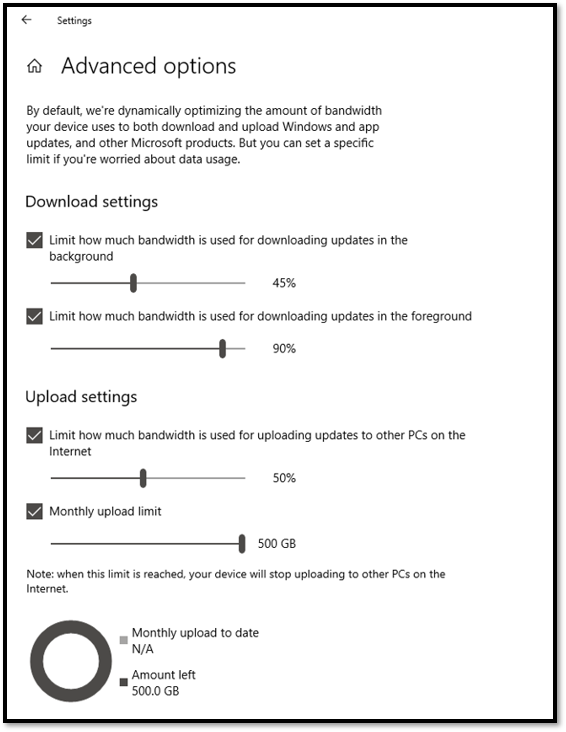 Settings
Advanced options
By default, we're dynamically optimizing the amount of bandwidth
your device uses to both download and upload Windows and app
updates, and other Microsoft products. But you can set a specific
limit if you're worried about data usage.
Download settings
Limit how much bandwidth is used for downloading updates in the
background
45%
Limit how much bandwidth is used for downloading updates in the foreground
90%
Upload settings
Limit how much bandwidth is used for uploading updates to other PCs on the
Internet
50%
Monthly upload limit
500 GB
Note: when this limit is reached, your device will stop uploading to other PCs on the
Internet.
Monthly upload to date
N/A
Amount left
500.0 GB